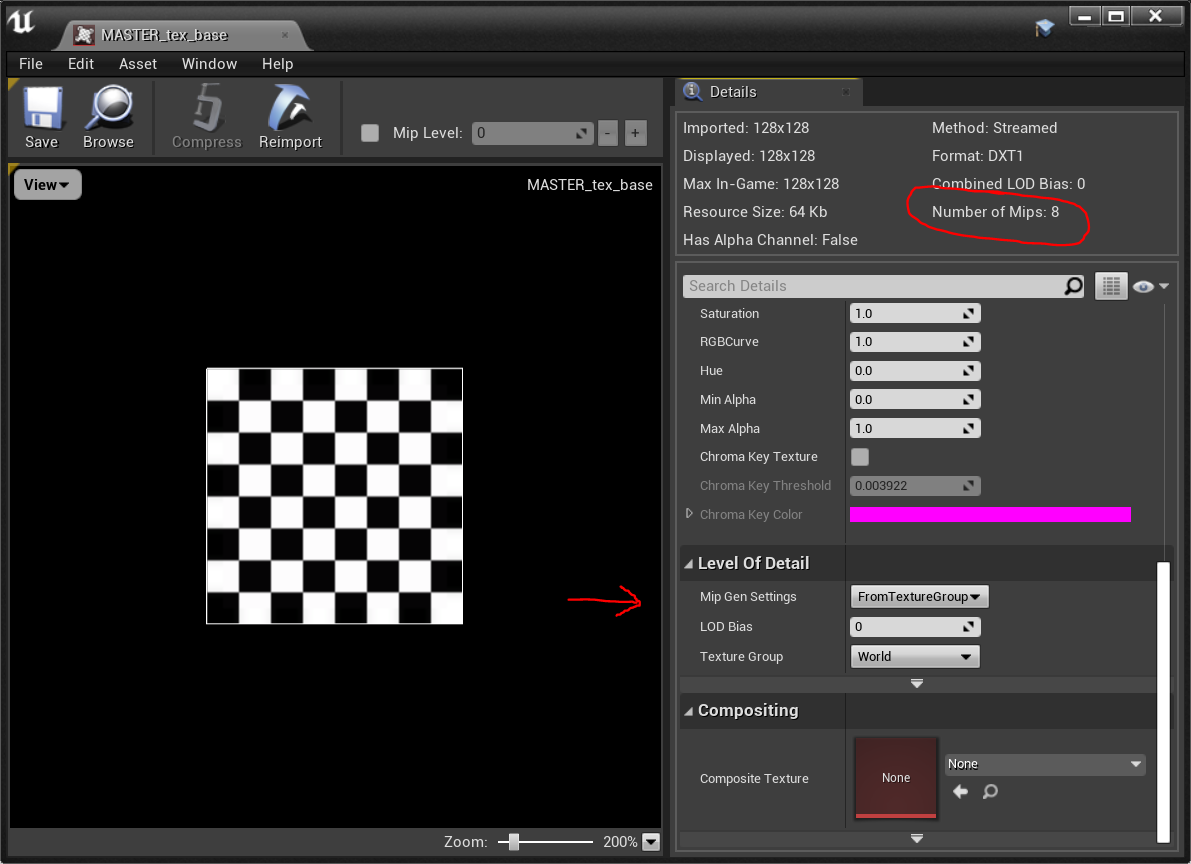 MASTER_tex_base
File Edit Asset Window Help
Save Browse Compress Reimport Mip Level: 0 - +
View MASTER_tex_base
Zoom: 200%
Details
Imported: 128x128 Method: Streamed
Displayed: 128x128 Format: DXT1
Max In-Game: 128x128 Combined LOD Bias: 0
Resource Size: 64 Kb Number of Mips: 8
Has Alpha Channel: False
Search Details
Saturation 1.0
RGBCurve 1.0
Hue 0.0
Min Alpha 0.0
Max Alpha 1.0
Chroma Key Texture
Chroma Key Threshold 0.003922
Chroma Key Color
Level Of Detail
Mip Gen Settings FromTextureGroup
LOD Bias 0
Texture Group World
Compositing
Composite Texture None None